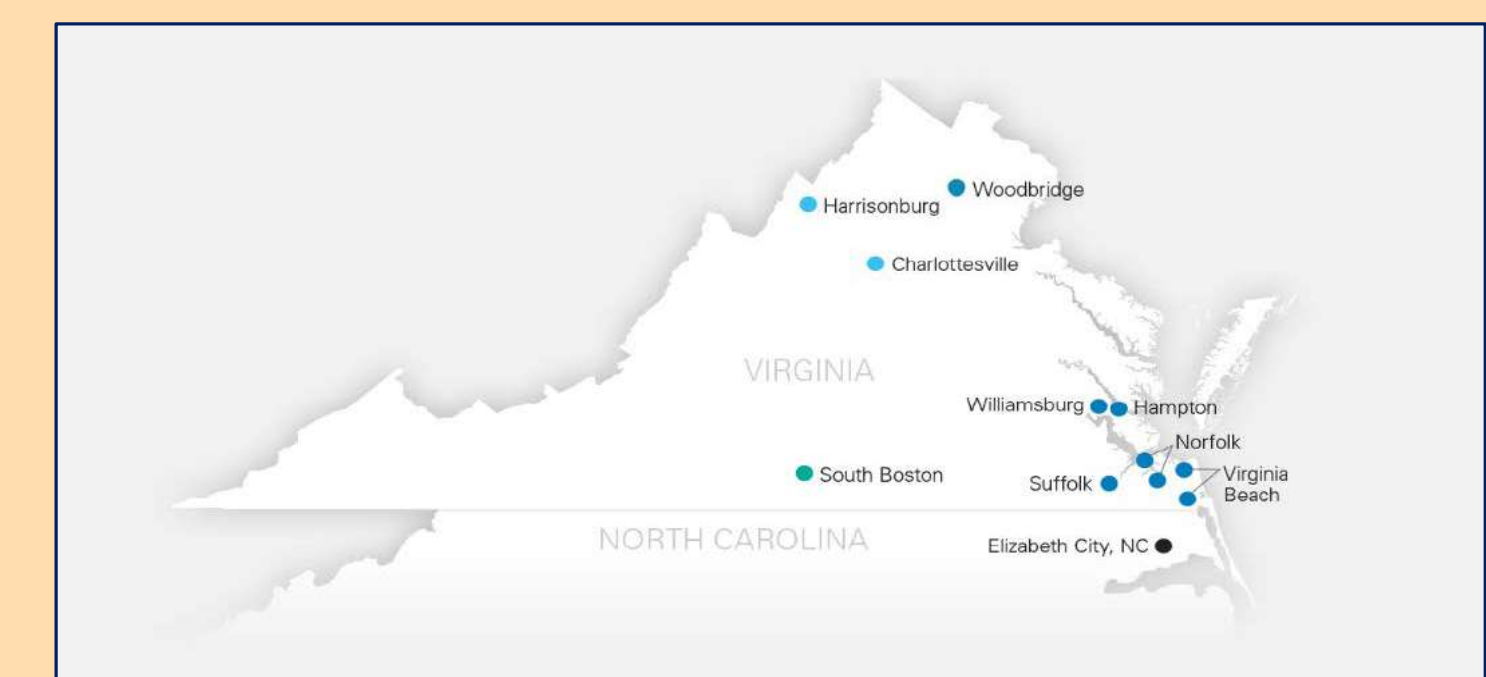 Woodbridge
Harrisonburg
Charlottesville
VIRGINIA
Williamsburg
Hampton
Norfolk
South Boston
Suffolk
Virginia
Beach
NORTH CAROLINA
Elizabeth City, NC